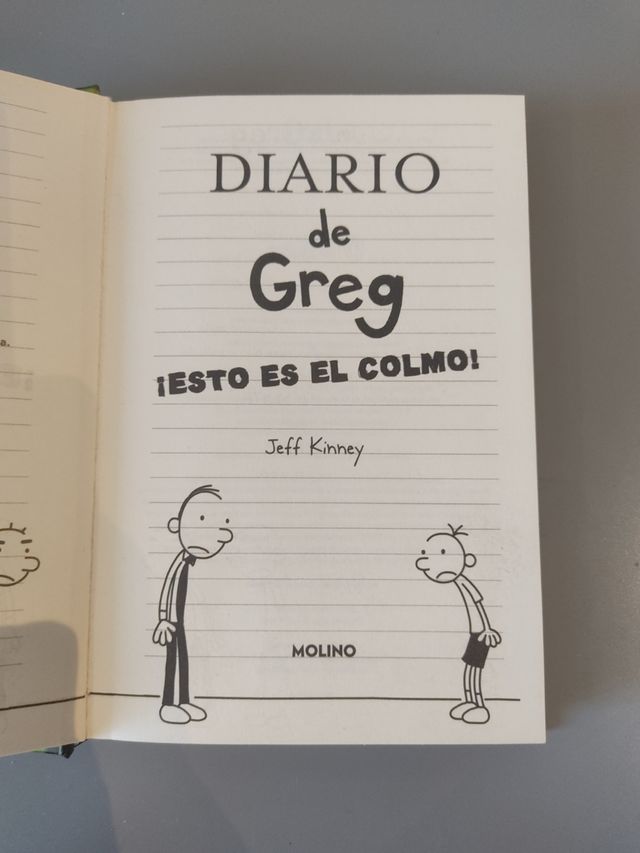 a.
DIARIO
de
Greg
¡ESTO ES EL COLMO!
Jeff Kinney
MOLINO